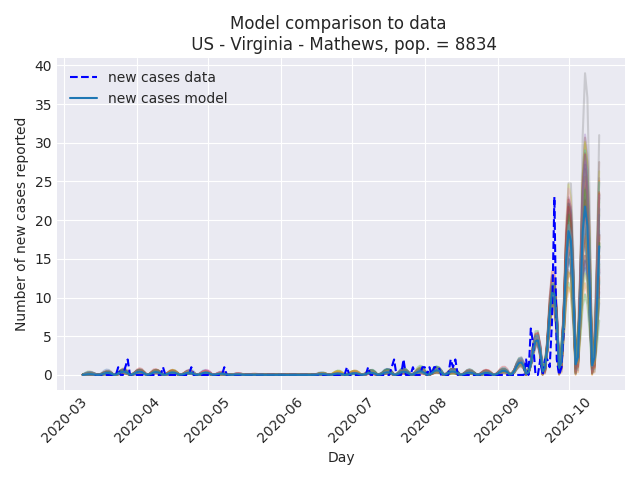 Model comparison to data
US - Virginia - Mathews, pop. = 8834
new cases data
new cases model
Number of new cases reported
40
35
30
25
20
15
10
5
0
2020-03
2020-04
2020-05
2020-06
2020-07
2020-08
2020-09
2020-10
Day